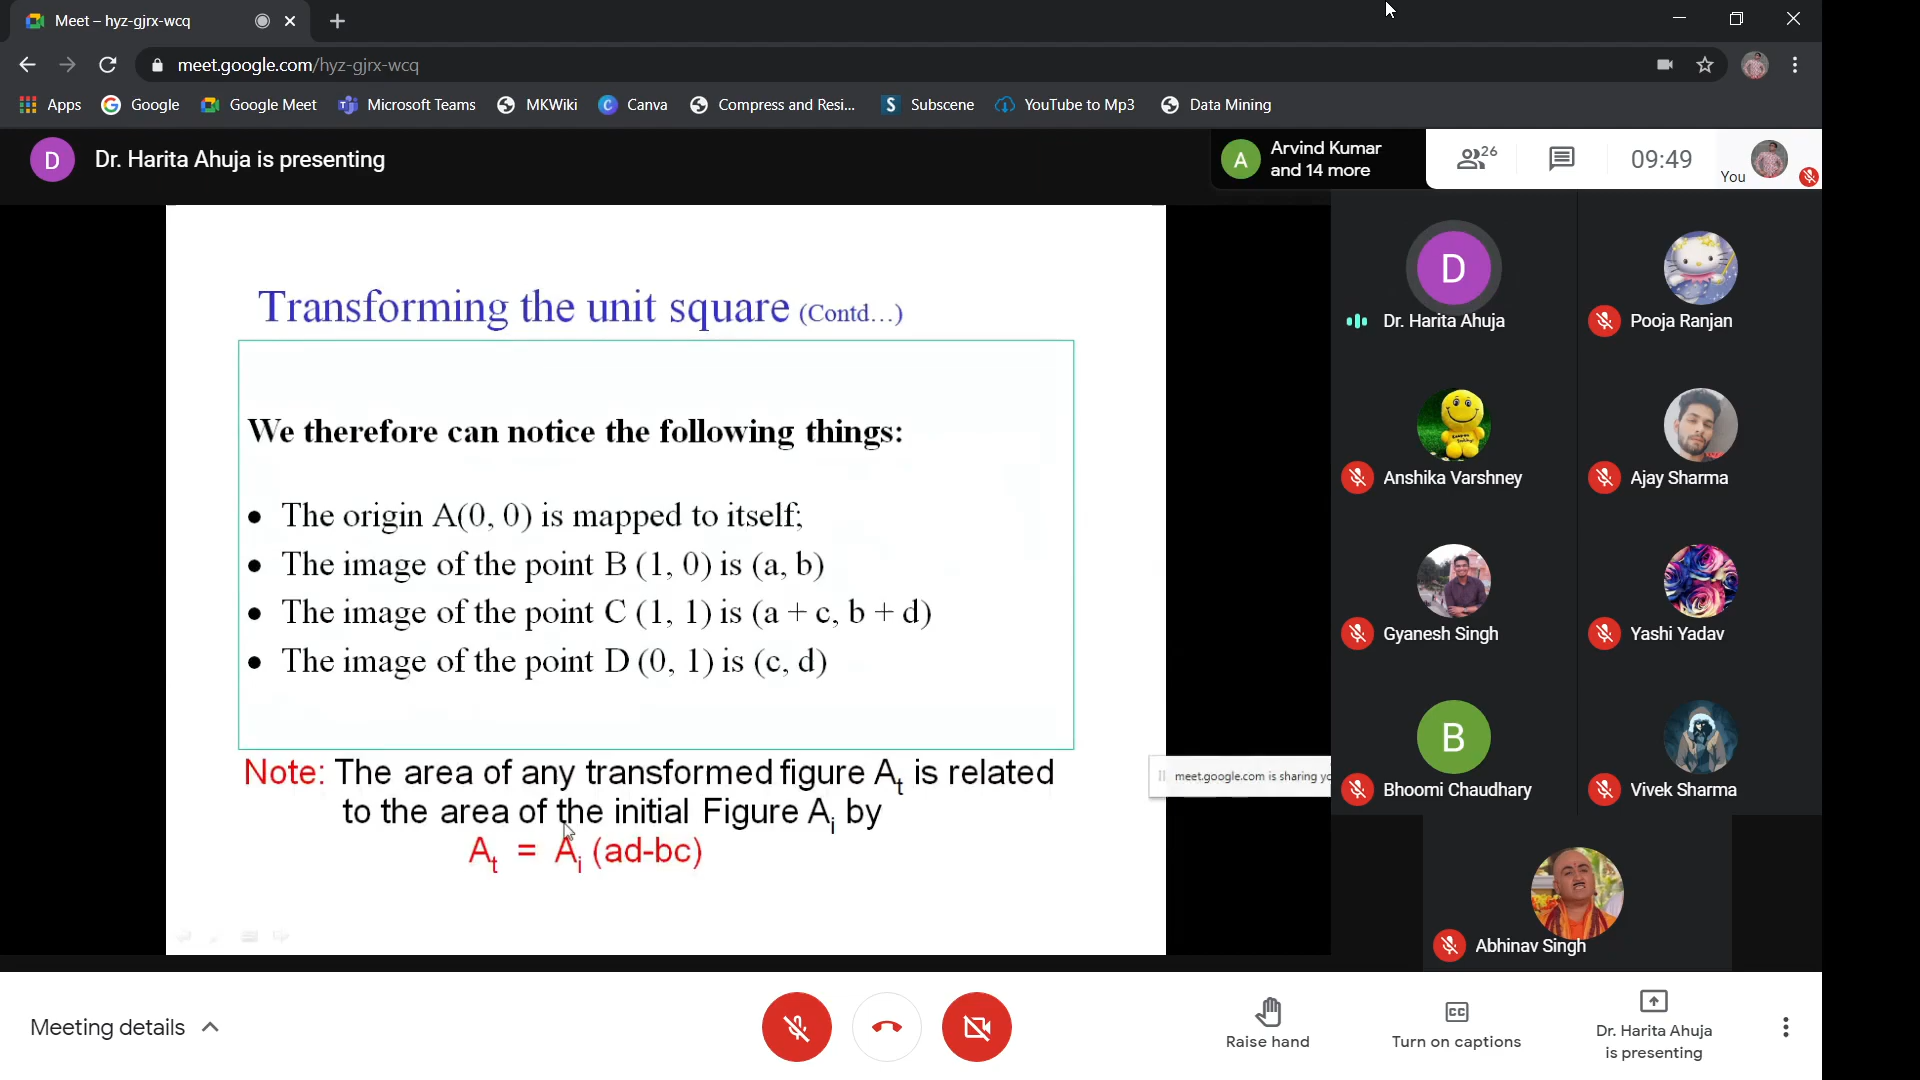 Meet – hyz-gjrx-wcq
meet.google.com/hyz-gjrx-wcq
Apps Google Google Meet Microsoft Teams MKWiki Canva Compress and Resi... Subscene YouTube to Mp3 Data Mining
D Dr. Harita Ahuja is presenting
A Arvind Kumar
and 14 more
26
09:49
You
Transforming the unit square (Contd...)
We therefore can notice the following things:
• The origin A(0, 0) is mapped to itself;
• The image of the point B (1, 0) is (a, b)
• The image of the point C (1, 1) is (a + c, b + d)
• The image of the point D (0, 1) is (c, d)
Note: The area of any transformed figure At is related
to the area of the initial Figure Ai by
At = Ai (ad-bc)
meet.google.com is sharing yo
D
Dr. Harita Ahuja
Pooja Ranjan
Anshika Varshney
Ajay Sharma
Gyanesh Singh
Yashi Yadav
B
Bhoomi Chaudhary
Vivek Sharma
Abhinav Singh
Meeting details
Raise hand
Turn on captions
Dr. Harita Ahuja
is presenting